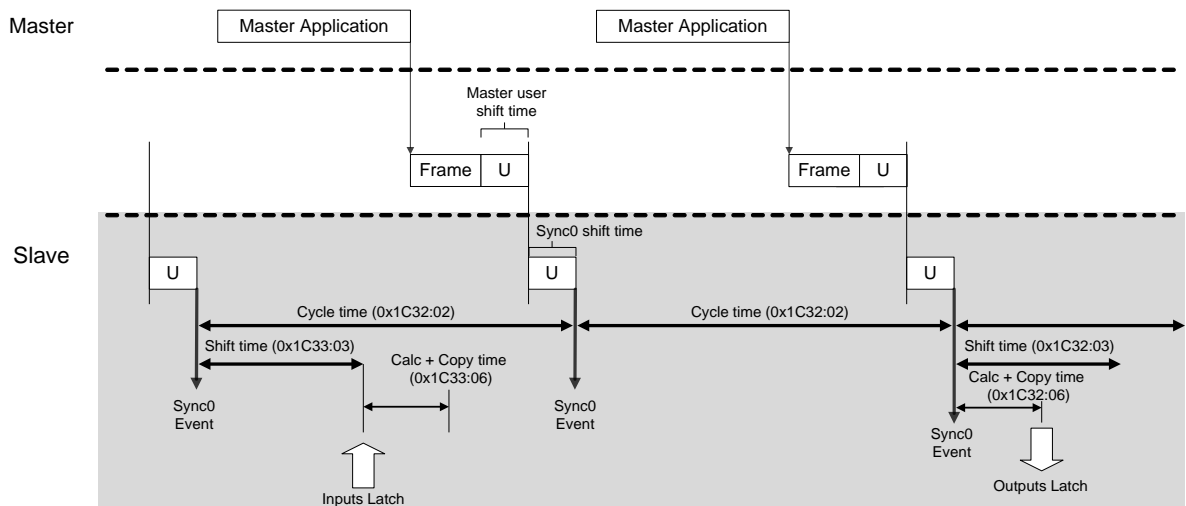 Master
Master Application
Master Application
Master user
shift time
Frame
U
Frame
U
Slave
Sync0 shift time
U
U
U
Cycle time (0x1C32:02)
Cycle time (0x1C32:02)
Shift time (0x1C33:03)
Shift time (0x1C32:03)
Calc + Copy time
(0x1C33:06)
Calc + Copy time
(0x1C32:06)
Sync0
Event
Sync0
Event
Sync0
Event
Inputs Latch
Outputs Latch